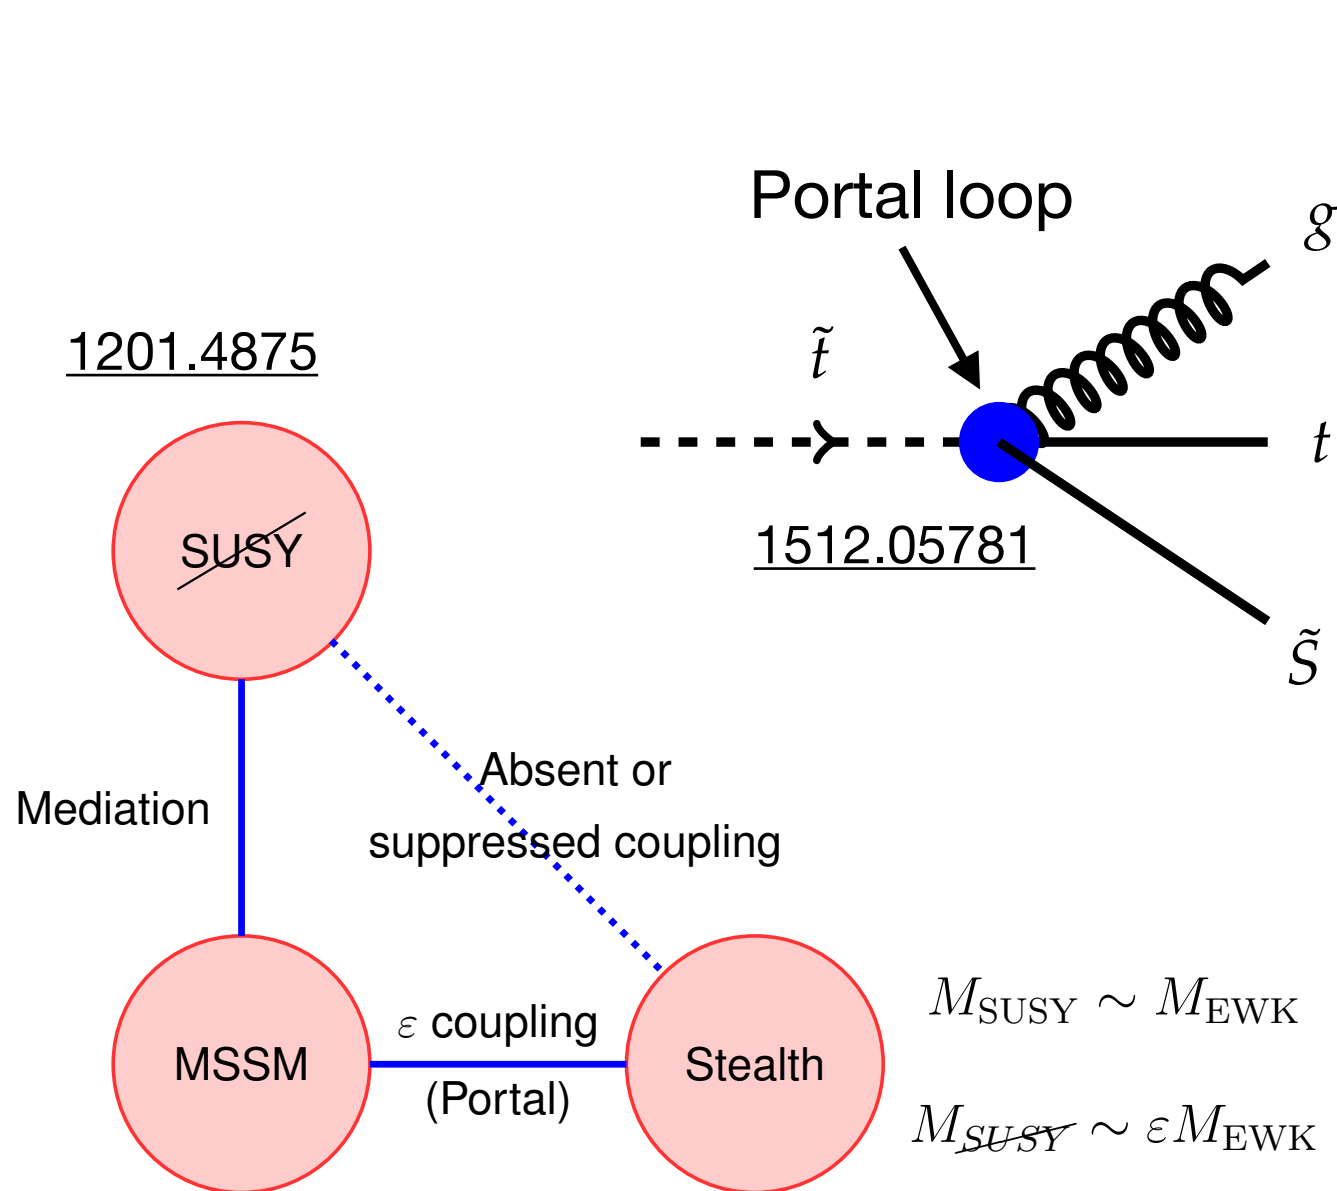 Portal loop
g
t̃
1201.4875
t
1512.05781
SUSY
S̃
Absent or
Mediation
suppressed coupling
M_SUSY ∼ M_EWK
ε coupling
MSSM
Stealth
(Portal)
M_SUSY ∼ εM_EWK